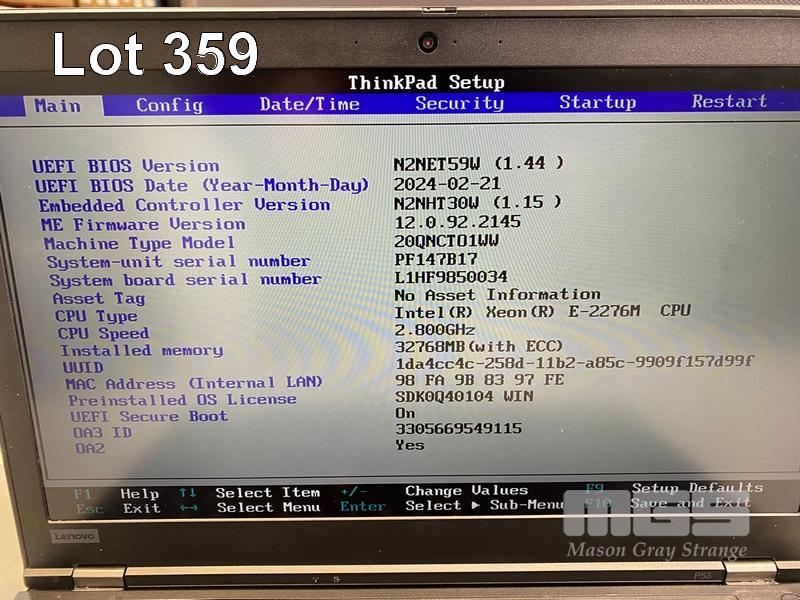 Lot 359
ThinkPad Setup
Main Config Date/Time Security Startup Restart
UEFI BIOS Version N2NET59W (1.44 )
UEFI BIOS Date (Year-Month-Day) 2024-02-21
Embedded Controller Version N2NHT30W (1.15 )
ME Firmware Version 12.0.92.2145
Machine Type Model 20QNCTO1WW
System-unit serial number PF147B17
System board serial number L1HF9850034
Asset Tag No Asset Information
CPU Type Intel(R) Xeon(R) E-2276M CPU
CPU Speed 2.800GHz
Installed memory 32768MB(with ECC)
UUID 1da4cc4c-258d-11b2-a85c-9909f157d99f
MAC Address (Internal LAN) 98 FA 9B 83 97 FE
Preinstalled OS License SDK0Q40104 WIN
UEFI Secure Boot On
OA3 ID 3305669549115
OA2 Yes
F1 Help ↑↓ Select Item +/- Change Values F9 Setup Defaults
Esc Exit ←→ Select Menu Enter Select ▶ Sub-Menu F10 Save and Exit
MGS
Lenovo
Mason Gray Strange
P53